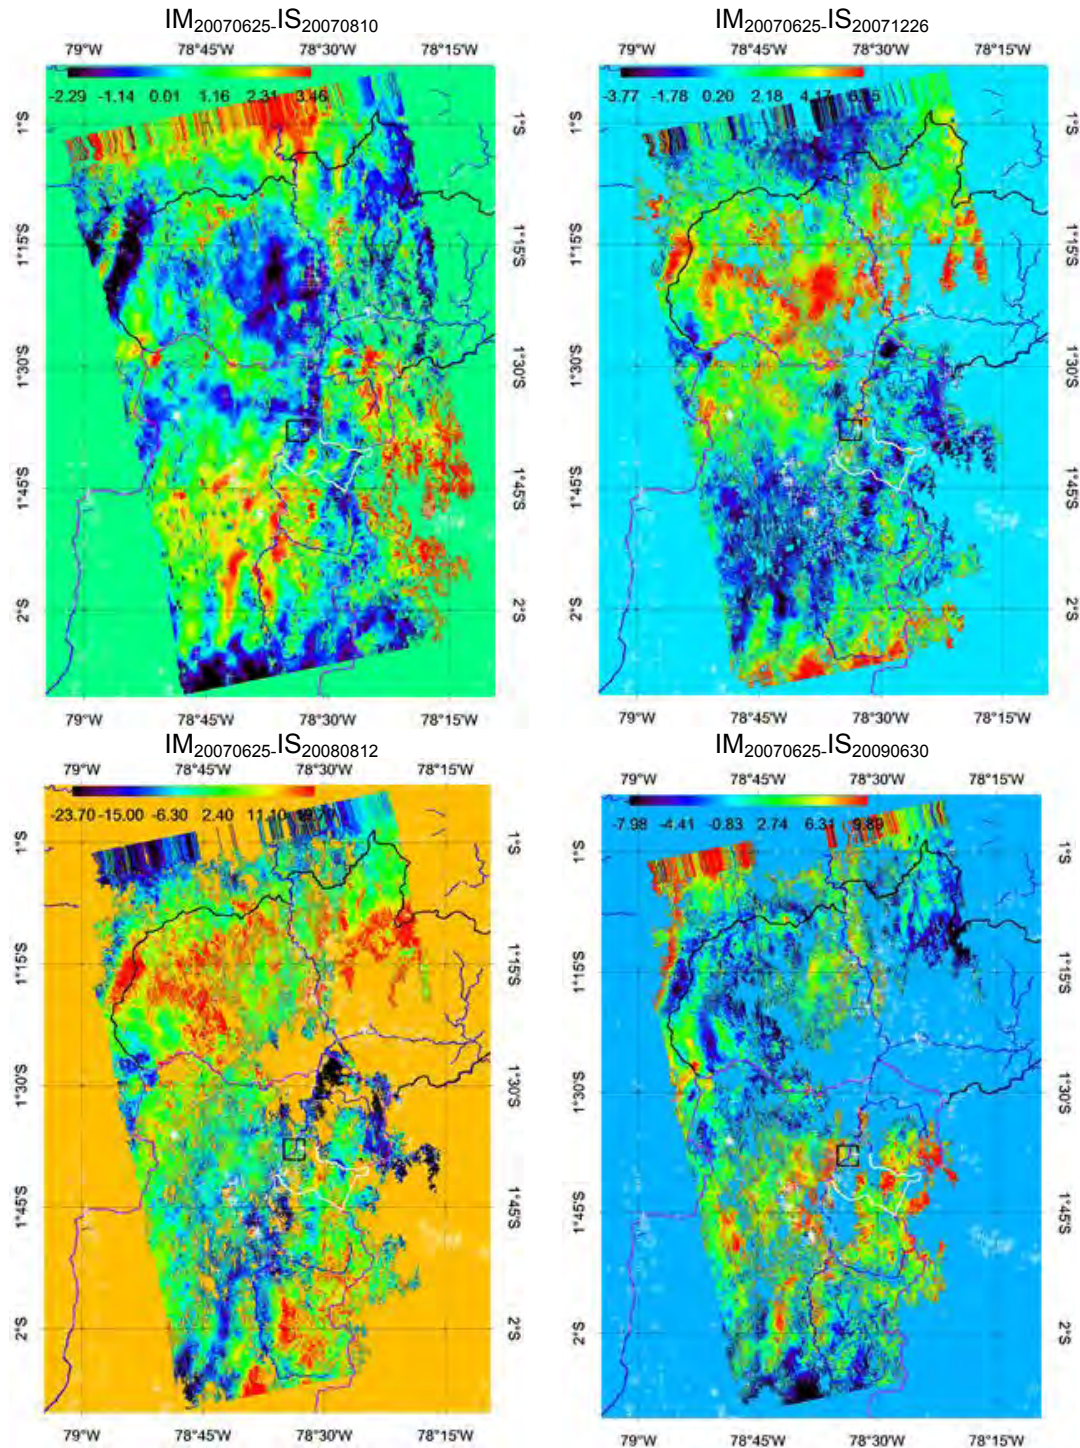 IM20070625-IS20070810
79°W 78°45'W 78°30'W 78°15'W
-2.29 -1.14 0.01 1.16 2.31 3.46
1°S 1°S
1°15'S 1°15'S
1°30'S 1°30'S
1°45'S 1°45'S
2°S 2°S
79°W 78°45'W 78°30'W 78°15'W
IM20070625-IS20071226
79°W 78°45'W 78°30'W 78°15'W
-3.77 -1.78 0.20 2.18 4.17
1°S 1°S
1°15'S 1°15'S
1°30'S 1°30'S
1°45'S 1°45'S
2°S 2°S
79°W 78°45'W 78°30'W 78°15'W
IM20070625-IS20080812
79°W 78°45'W 78°30'W 78°15'W
-23.70 -15.00 -6.30 2.40 11.10
1°S 1°S
1°15'S 1°15'S
1°30'S 1°30'S
1°45'S 1°45'S
2°S 2°S
79°W 78°45'W 78°30'W 78°15'W
IM20070625-IS20090630
79°W 78°45'W 78°30'W 78°15'W
-7.98 -4.41 -0.83 2.74 6.31 9.89
1°S 1°S
1°15'S 1°15'S
1°30'S 1°30'S
1°45'S 1°45'S
2°S 2°S
79°W 78°45'W 78°30'W 78°15'W